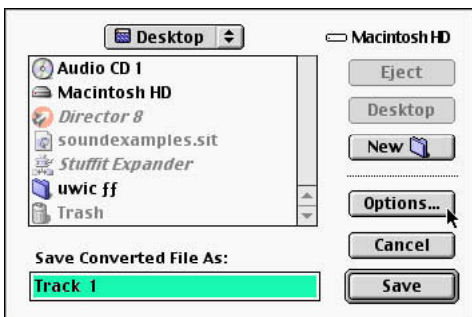 Desktop
Macintosh HD
Audio CD 1
Macintosh HD
Director 8
soundexamples.sit
Stuffit Expander
uwic ƒƒ
Trash
Eject
Desktop
New
Options...
Cancel
Save
Save Converted File As:
Track 1